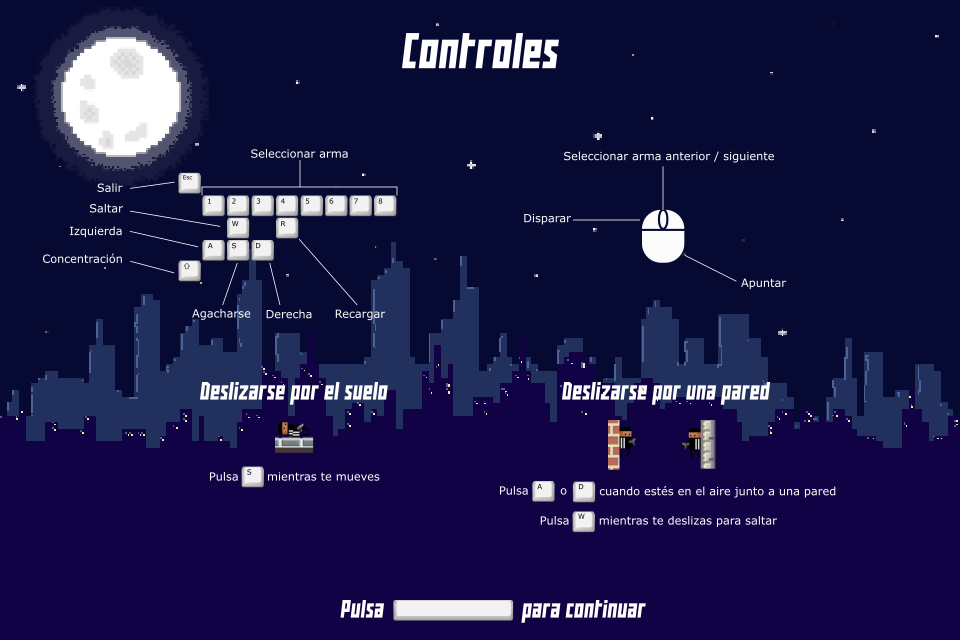 Controles
Seleccionar arma
Seleccionar arma anterior / siguiente
Esc
Salir
1 2 3 4 5 6 7 8
Saltar
W R
Disparar
Izquierda
A S D
Concentración
⇧
Apuntar
Agacharse Derecha Recargar
Deslizarse por el suelo
Deslizarse por una pared
Pulsa S mientras te mueves
Pulsa A o D cuando estés en el aire junto a una pared
Pulsa W mientras te deslizas para saltar
Pulsa para continuar